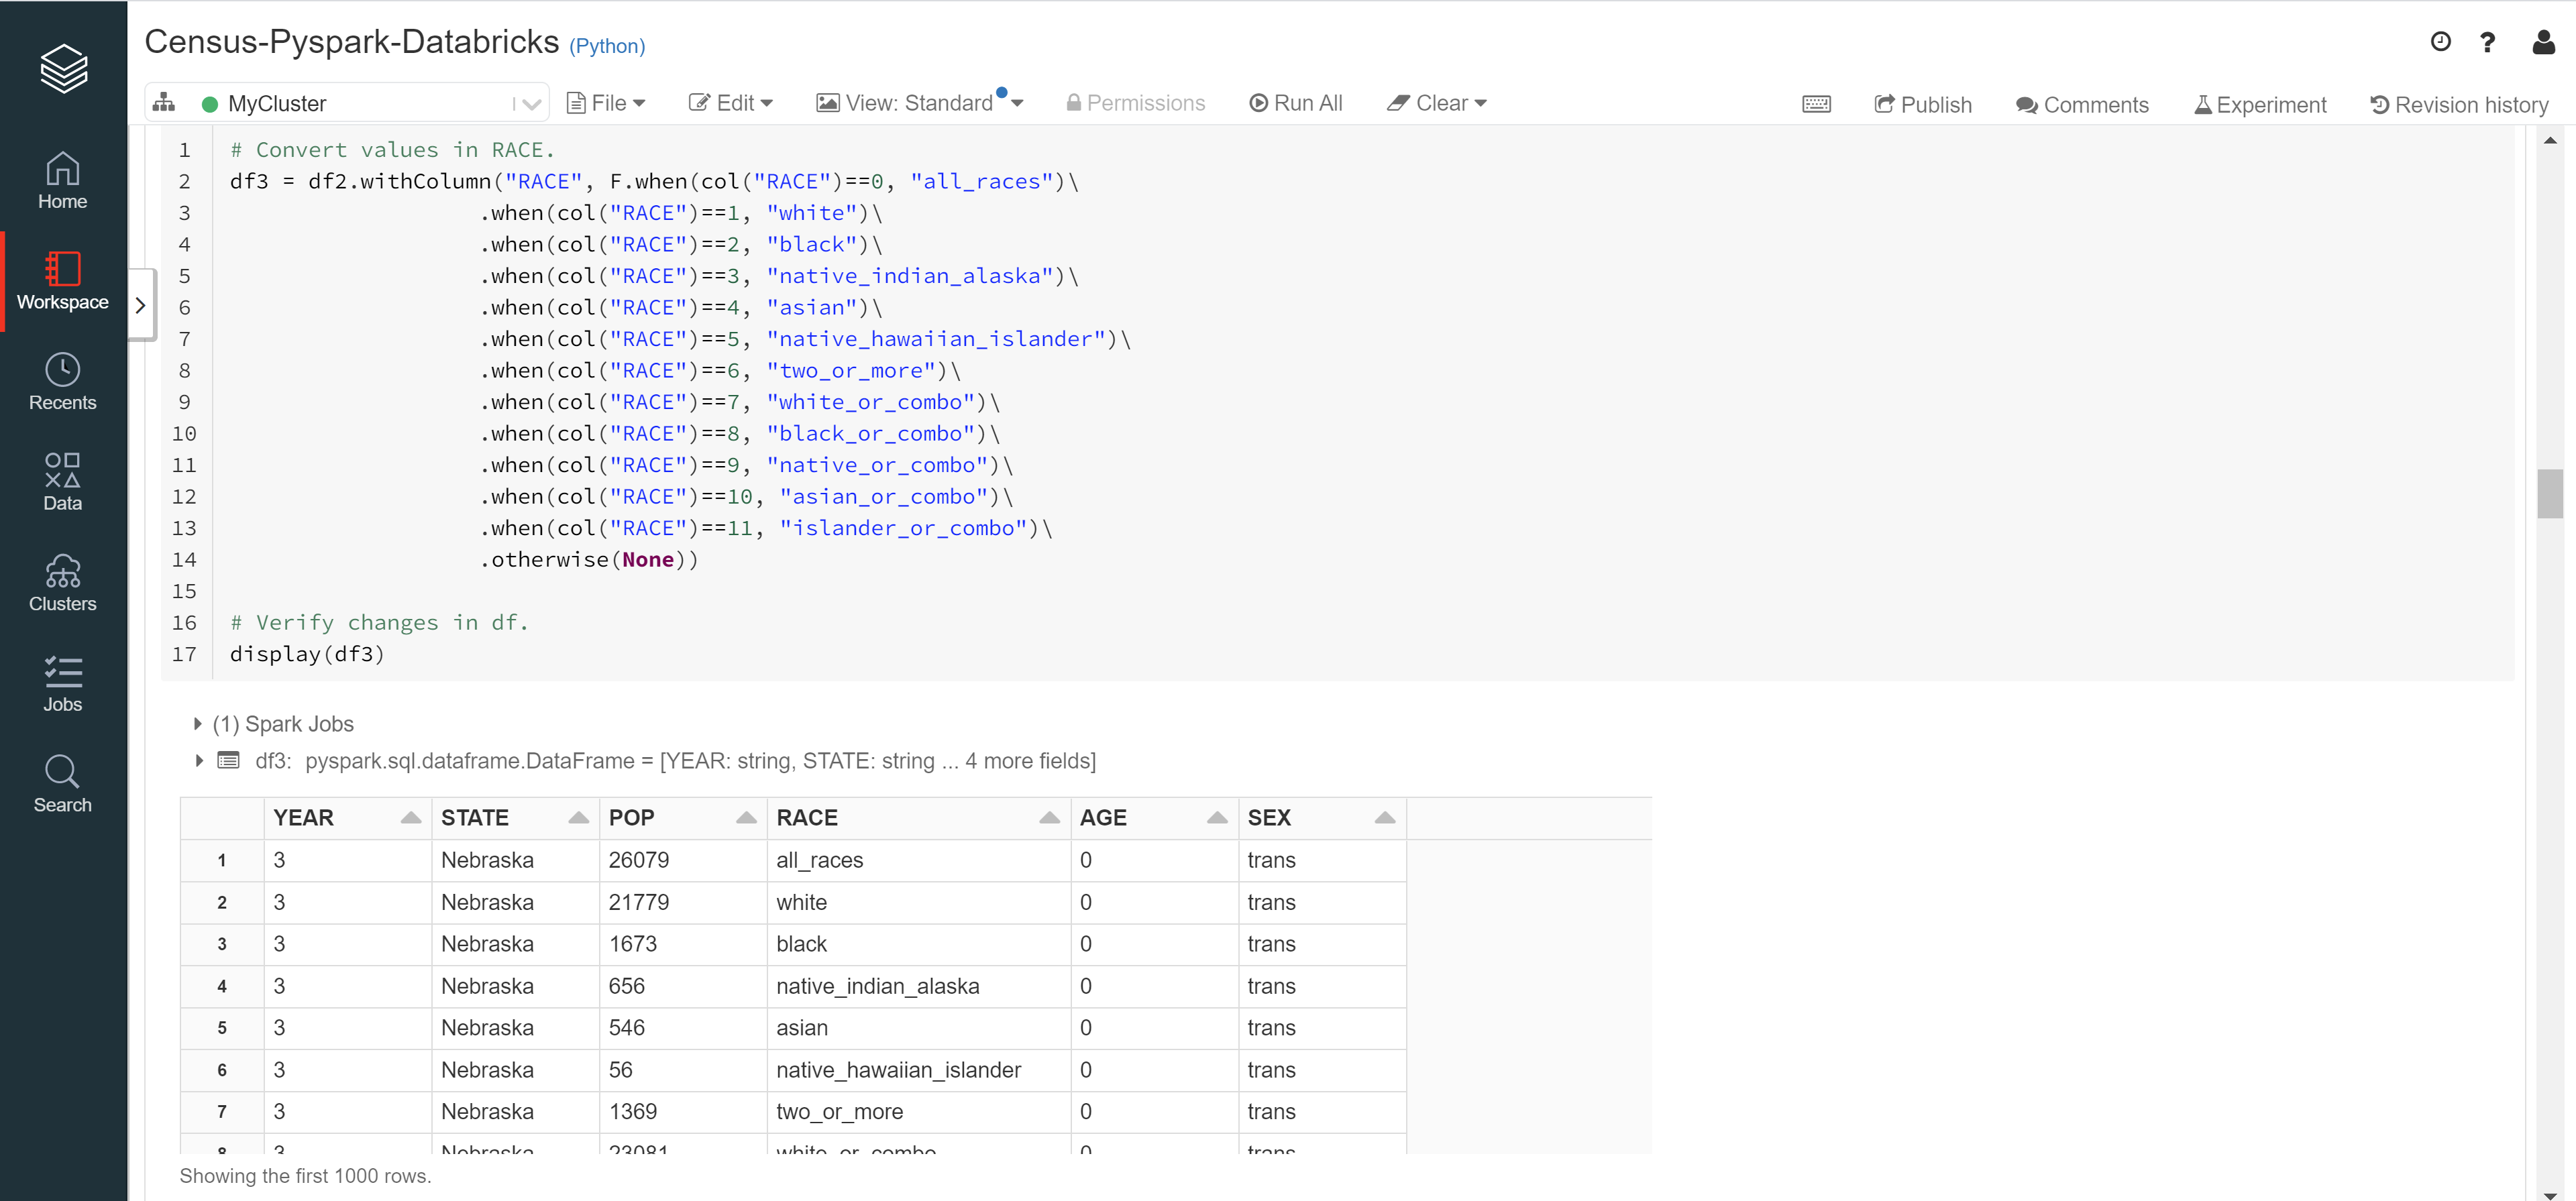 Census-Pyspark-Databricks (Python)
MyCluster File Edit View: Standard Permissions Run All Clear Publish Comments Experiment Revision history
Home
Workspace
Recents
Data
Clusters
Jobs
Search
1 # Convert values in RACE.
2 df3 = df2.withColumn("RACE", F.when(col("RACE")==0, "all_races")\
3 .when(col("RACE")==1, "white")\
4 .when(col("RACE")==2, "black")\
5 .when(col("RACE")==3, "native_indian_alaska")\
6 .when(col("RACE")==4, "asian")\
7 .when(col("RACE")==5, "native_hawaiian_islander")\
8 .when(col("RACE")==6, "two_or_more")\
9 .when(col("RACE")==7, "white_or_combo")\
10 .when(col("RACE")==8, "black_or_combo")\
11 .when(col("RACE")==9, "native_or_combo")\
12 .when(col("RACE")==10, "asian_or_combo")\
13 .when(col("RACE")==11, "islander_or_combo")\
14 .otherwise(None))
15
16 # Verify changes in df.
17 display(df3)
(1) Spark Jobs
df3: pyspark.sql.dataframe.DataFrame = [YEAR: string, STATE: string ... 4 more fields]
YEAR STATE POP RACE AGE SEX
1 3 Nebraska 26079 all_races 0 trans
2 3 Nebraska 21779 white 0 trans
3 3 Nebraska 1673 black 0 trans
4 3 Nebraska 656 native_indian_alaska 0 trans
5 3 Nebraska 546 asian 0 trans
6 3 Nebraska 56 native_hawaiian_islander 0 trans
7 3 Nebraska 1369 two_or_more 0 trans
8 3 Nebraska 23081 white_or_combo 0 trans
Showing the first 1000 rows.